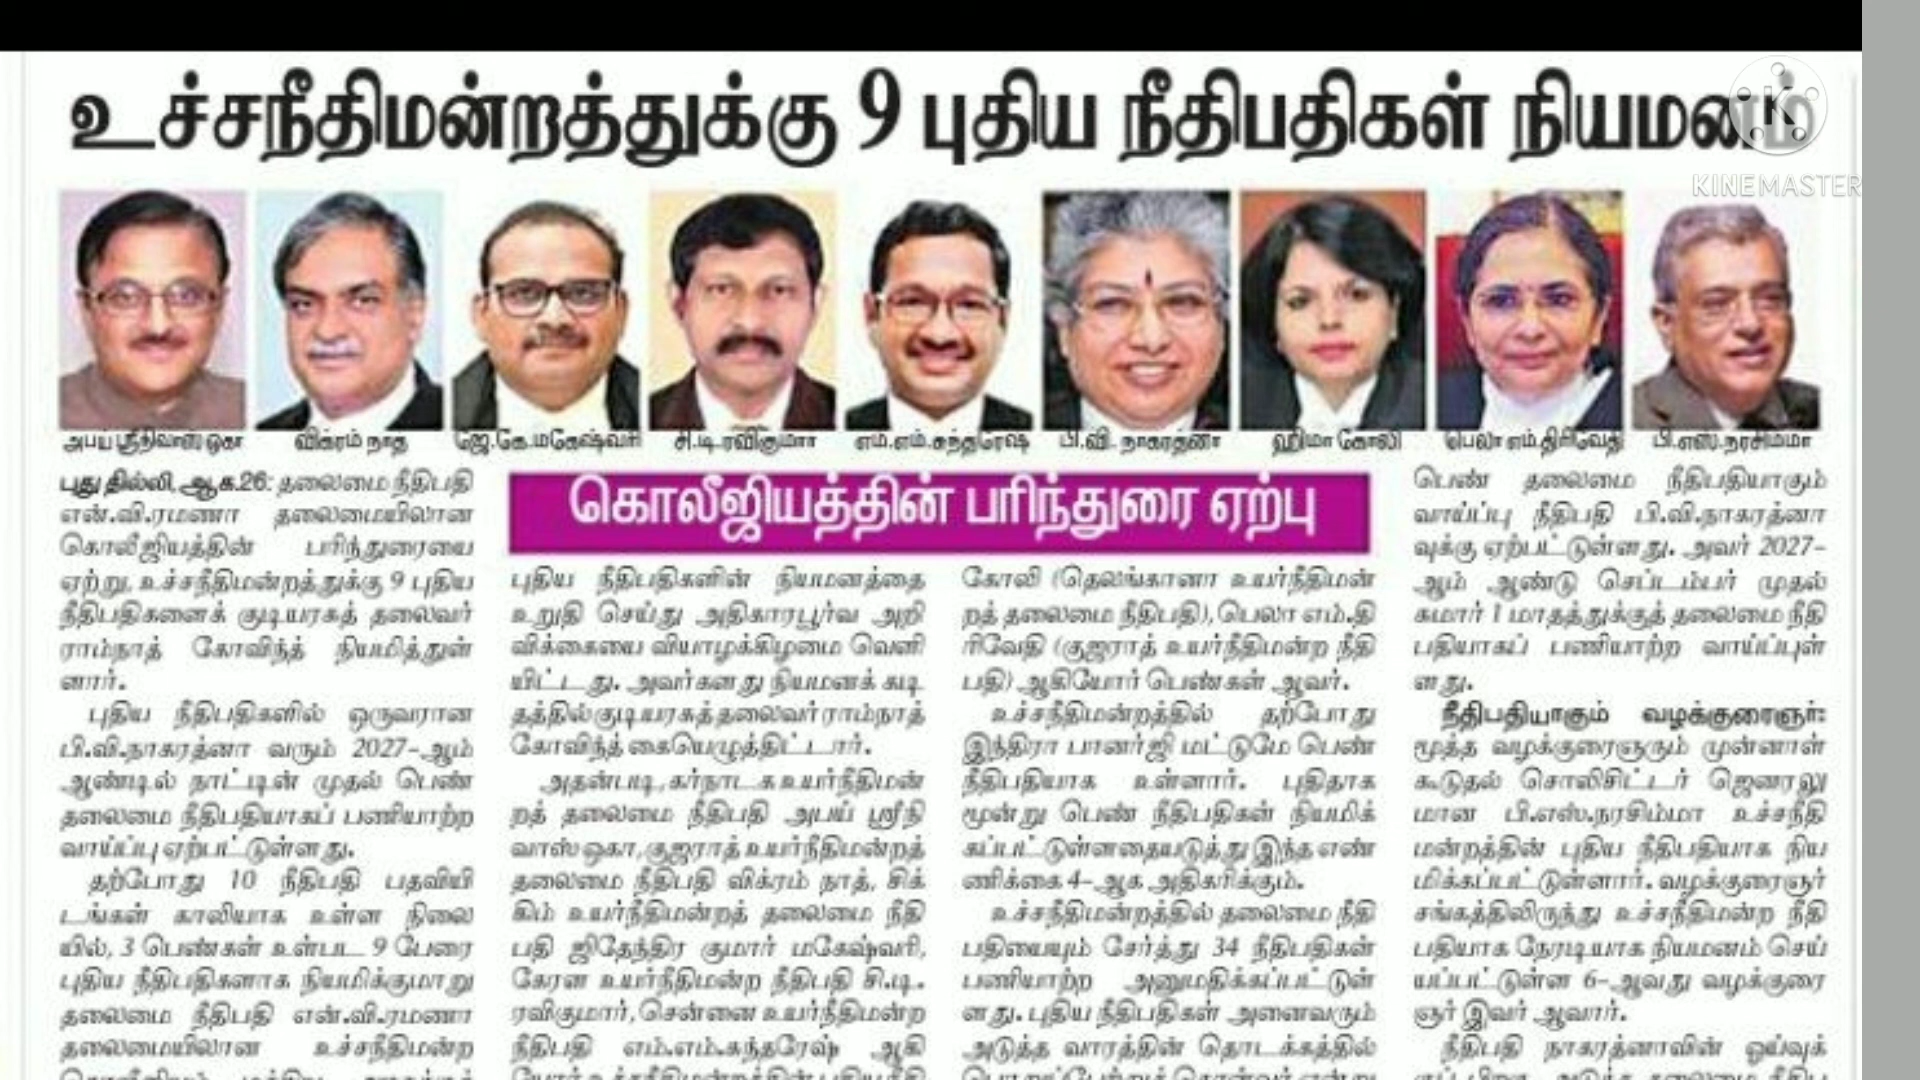 உச்சநீதிமன்றத்துக்கு 9 புதிய நீதிபதிகள் நியமனம்
KINEMASTER
அபய் ஸ்ரீநிவாஸ் ஒகா
விக்ரம் நாத்
ஜே.கே.மகேஷ்வரி
சி.டி.ரவிகுமார்
எம்.எம்.சுந்தரேஷ்
பி.வி. நாகரத்னா
ஹிமா கோலி
பெலா எம்.திரிவேதி
பி.எஸ்.நரசிம்மா
புது தில்லி, ஆக.26: தலைமை நீதிபதி
என்.வி.ரமணா தலைமையிலான
கொலீஜியத்தின் பரிந்துரையை
ஏற்று, உச்சநீதிமன்றத்துக்கு 9 புதிய
நீதிபதிகளைக் குடியரசுத் தலைவர்
ராம்நாத் கோவிந்த் நியமித்துள்
ளார்.
புதிய நீதிபதிகளில் ஒருவரான
பி.வி.நாகரத்னா வரும் 2027-ஆம்
ஆண்டில் நாட்டின் முதல் பெண்
தலைமை நீதிபதியாகப் பணியாற்ற
வாய்ப்பு ஏற்பட்டுள்ளது.
தற்போது 10 நீதிபதி பதவியி
டங்கள் காலியாக உள்ள நிலை
யில், 3 பெண்கள் உள்பட 9 பேரை
புதிய நீதிபதிகளாக நியமிக்குமாறு
தலைமை நீதிபதி என்.வி.ரமணா
தலைமையிலான உச்சநீதிமன்ற
கொலீஜியத்தின் பரிந்துரை ஏற்பு
புதிய நீதிபதிகளின் நியமனத்தை
உறுதி செய்து அதிகாரபூர்வ அறி
விக்கையை வியாழக்கிழமை வெளி
யிட்டது. அவர்களது நியமனக் கடி
தத்தில் குடியரசுத் தலைவர் ராம்நாத்
கோவிந்த் கையெழுத்திட்டார்.
அதன்படி, கர்நாடக உயர்நீதிமன்
றத் தலைமை நீதிபதி அபய் ஸ்ரீநி
வாஸ் ஒகா, குஜராத் உயர்நீதிமன்றத்
தலைமை நீதிபதி விக்ரம் நாத், சிக்
கிம் உயர்நீதிமன்றத் தலைமை நீதி
பதி ஜிதேந்திர குமார் மகேஷ்வரி,
கேரள உயர்நீதிமன்ற நீதிபதி சி.டி.
ரவிகுமார், சென்னை உயர்நீதிமன்ற
நீதிபதி எம்.எம்.சுந்தரேஷ் ஆகி
யோர் உச்சநீதிமன்றத்தின் புதிய நீதி
கோலி (தெலங்கானா உயர்நீதிமன்
றத் தலைமை நீதிபதி), பெலா எம்.தி
ரிவேதி (குஜராத் உயர்நீதிமன்ற நீதி
பதி) ஆகியோர் பெண்கள் ஆவர்.
உச்சநீதிமன்றத்தில் தற்போது
இந்திரா பானர்ஜி மட்டுமே பெண்
நீதிபதியாக உள்ளார். புதிதாக
மூன்று பெண் நீதிபதிகள் நியமிக்
கப்பட்டுள்ளதையடுத்து இந்த எண்
ணிக்கை 4-ஆக அதிகரிக்கும்.
உச்சநீதிமன்றத்தில் தலைமை நீதி
பதியையும் சேர்த்து 34 நீதிபதிகள்
பணியாற்ற அனுமதிக்கப்பட்டுள்
ளது. புதிய நீதிபதிகள் அனைவரும்
அடுத்த வாரத்தின் தொடக்கத்தில்
பெண் தலைமை நீதிபதியாகும்
வாய்ப்பு நீதிபதி பி.வி.நாகரத்னா
வுக்கு ஏற்பட்டுள்ளது. அவர் 2027-
ஆம் ஆண்டு செப்டம்பர் முதல்
சுமார் 1 மாதத்துக்குத் தலைமை நீதி
பதியாகப் பணியாற்ற வாய்ப்புள்
ளது.
நீதிபதியாகும் வழக்குரைஞர்:
மூத்த வழக்குரைஞரும் முன்னாள்
கூடுதல் சொலிசிட்டர் ஜெனரலு
மான பி.எஸ்.நரசிம்மா உச்சநீதி
மன்றத்தின் புதிய நீதிபதியாக நிய
மிக்கப்பட்டுள்ளார். வழக்குரைஞர்
சங்கத்திலிருந்து உச்சநீதிமன்ற நீதி
பதியாக நேரடியாக நியமனம் செய்
யப்பட்டுள்ள 6-ஆவது வழக்குரை
ஞர் இவர் ஆவார்.
நீதிபதி நாகரத்னாவின் ஓய்வுக்